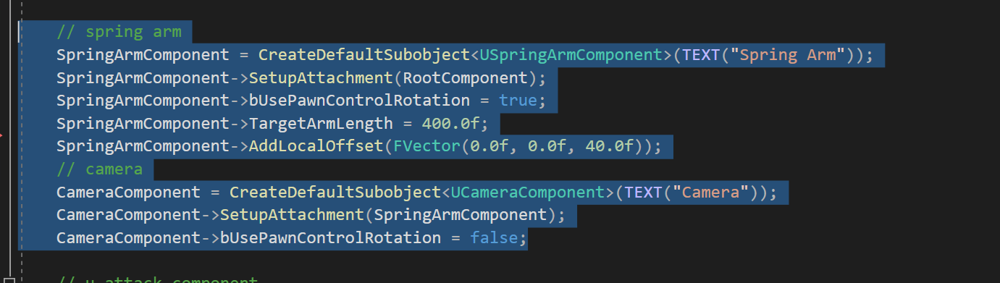 // spring arm
SpringArmComponent = CreateDefaultSubobject<USpringArmComponent>(TEXT("Spring Arm"));
SpringArmComponent->SetupAttachment(RootComponent);
SpringArmComponent->bUsePawnControlRotation = true;
SpringArmComponent->TargetArmLength = 400.0f;
SpringArmComponent->AddLocalOffset(FVector(0.0f, 0.0f, 40.0f));
// camera
CameraComponent = CreateDefaultSubobject<UCameraComponent>(TEXT("Camera"));
CameraComponent->SetupAttachment(SpringArmComponent);
CameraComponent->bUsePawnControlRotation = false;
// u attack component